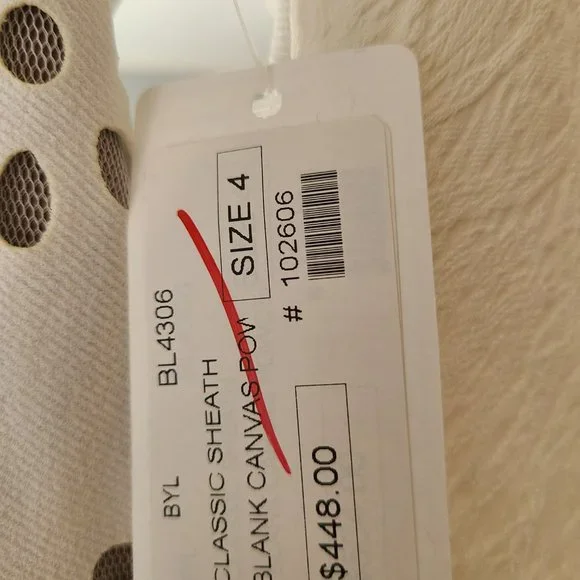 BYL BL4306
CLASSIC SHEATH
BLANK CANVAS POW
SIZE 4
# 102606
$448.00